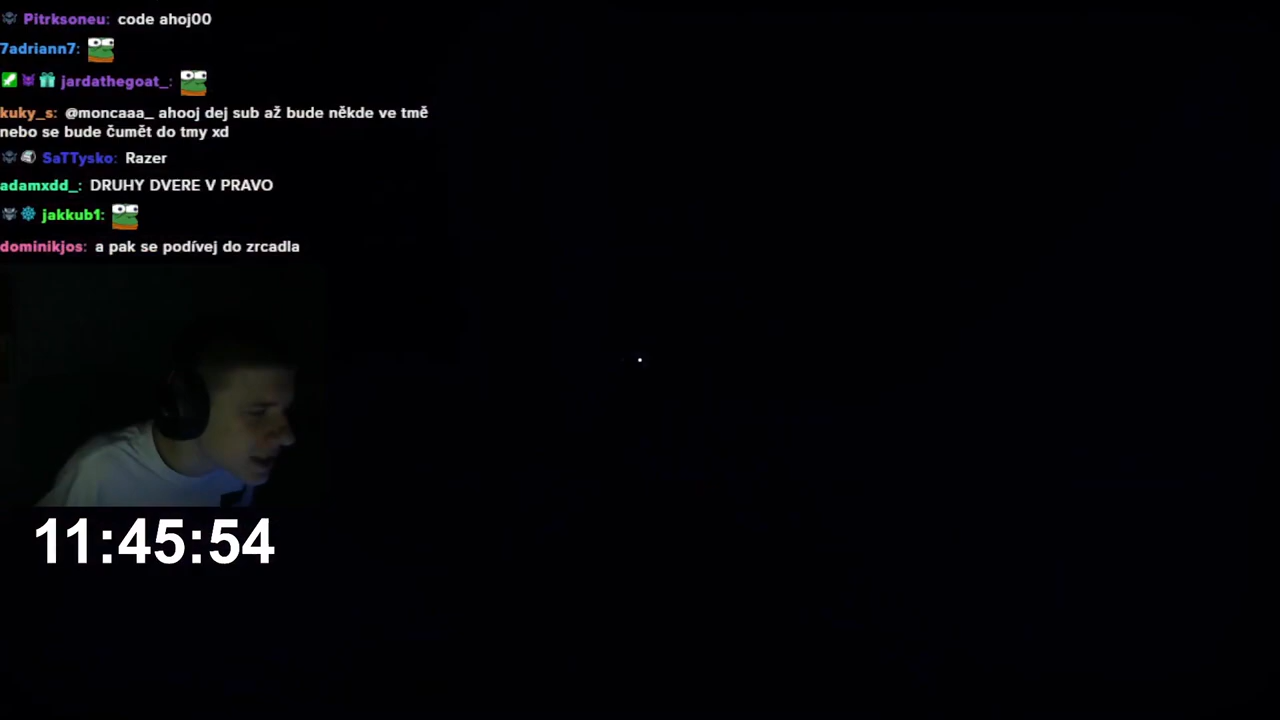 Pitrksoneu: code ahoj00
7adriann7:
jardathegoat_:
kuky_s: @moncaaa_ ahooj dej sub až bude někde ve tmě
nebo se bude čumět do tmy xd
SaTTysko: Razer
adamxdd_: DRUHY DVERE V PRAVO
jakkub1:
dominikjos: a pak se podívej do zrcadla
11:45:54